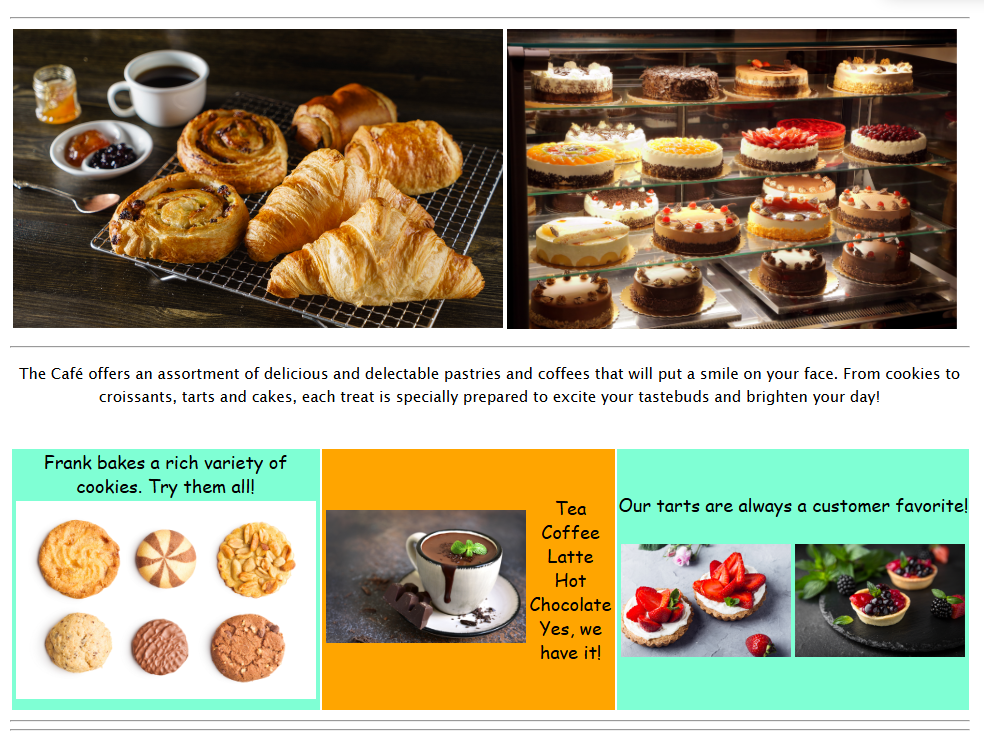 The Café offers an assortment of delicious and delectable pastries and coffees that will put a smile on your face. From cookies to
croissants, tarts and cakes, each treat is specially prepared to excite your tastebuds and brighten your day!
Frank bakes a rich variety of
cookies. Try them all!
Tea
Coffee
Latte
Hot
Chocolate
Yes, we
have it!
Our tarts are always a customer favorite!